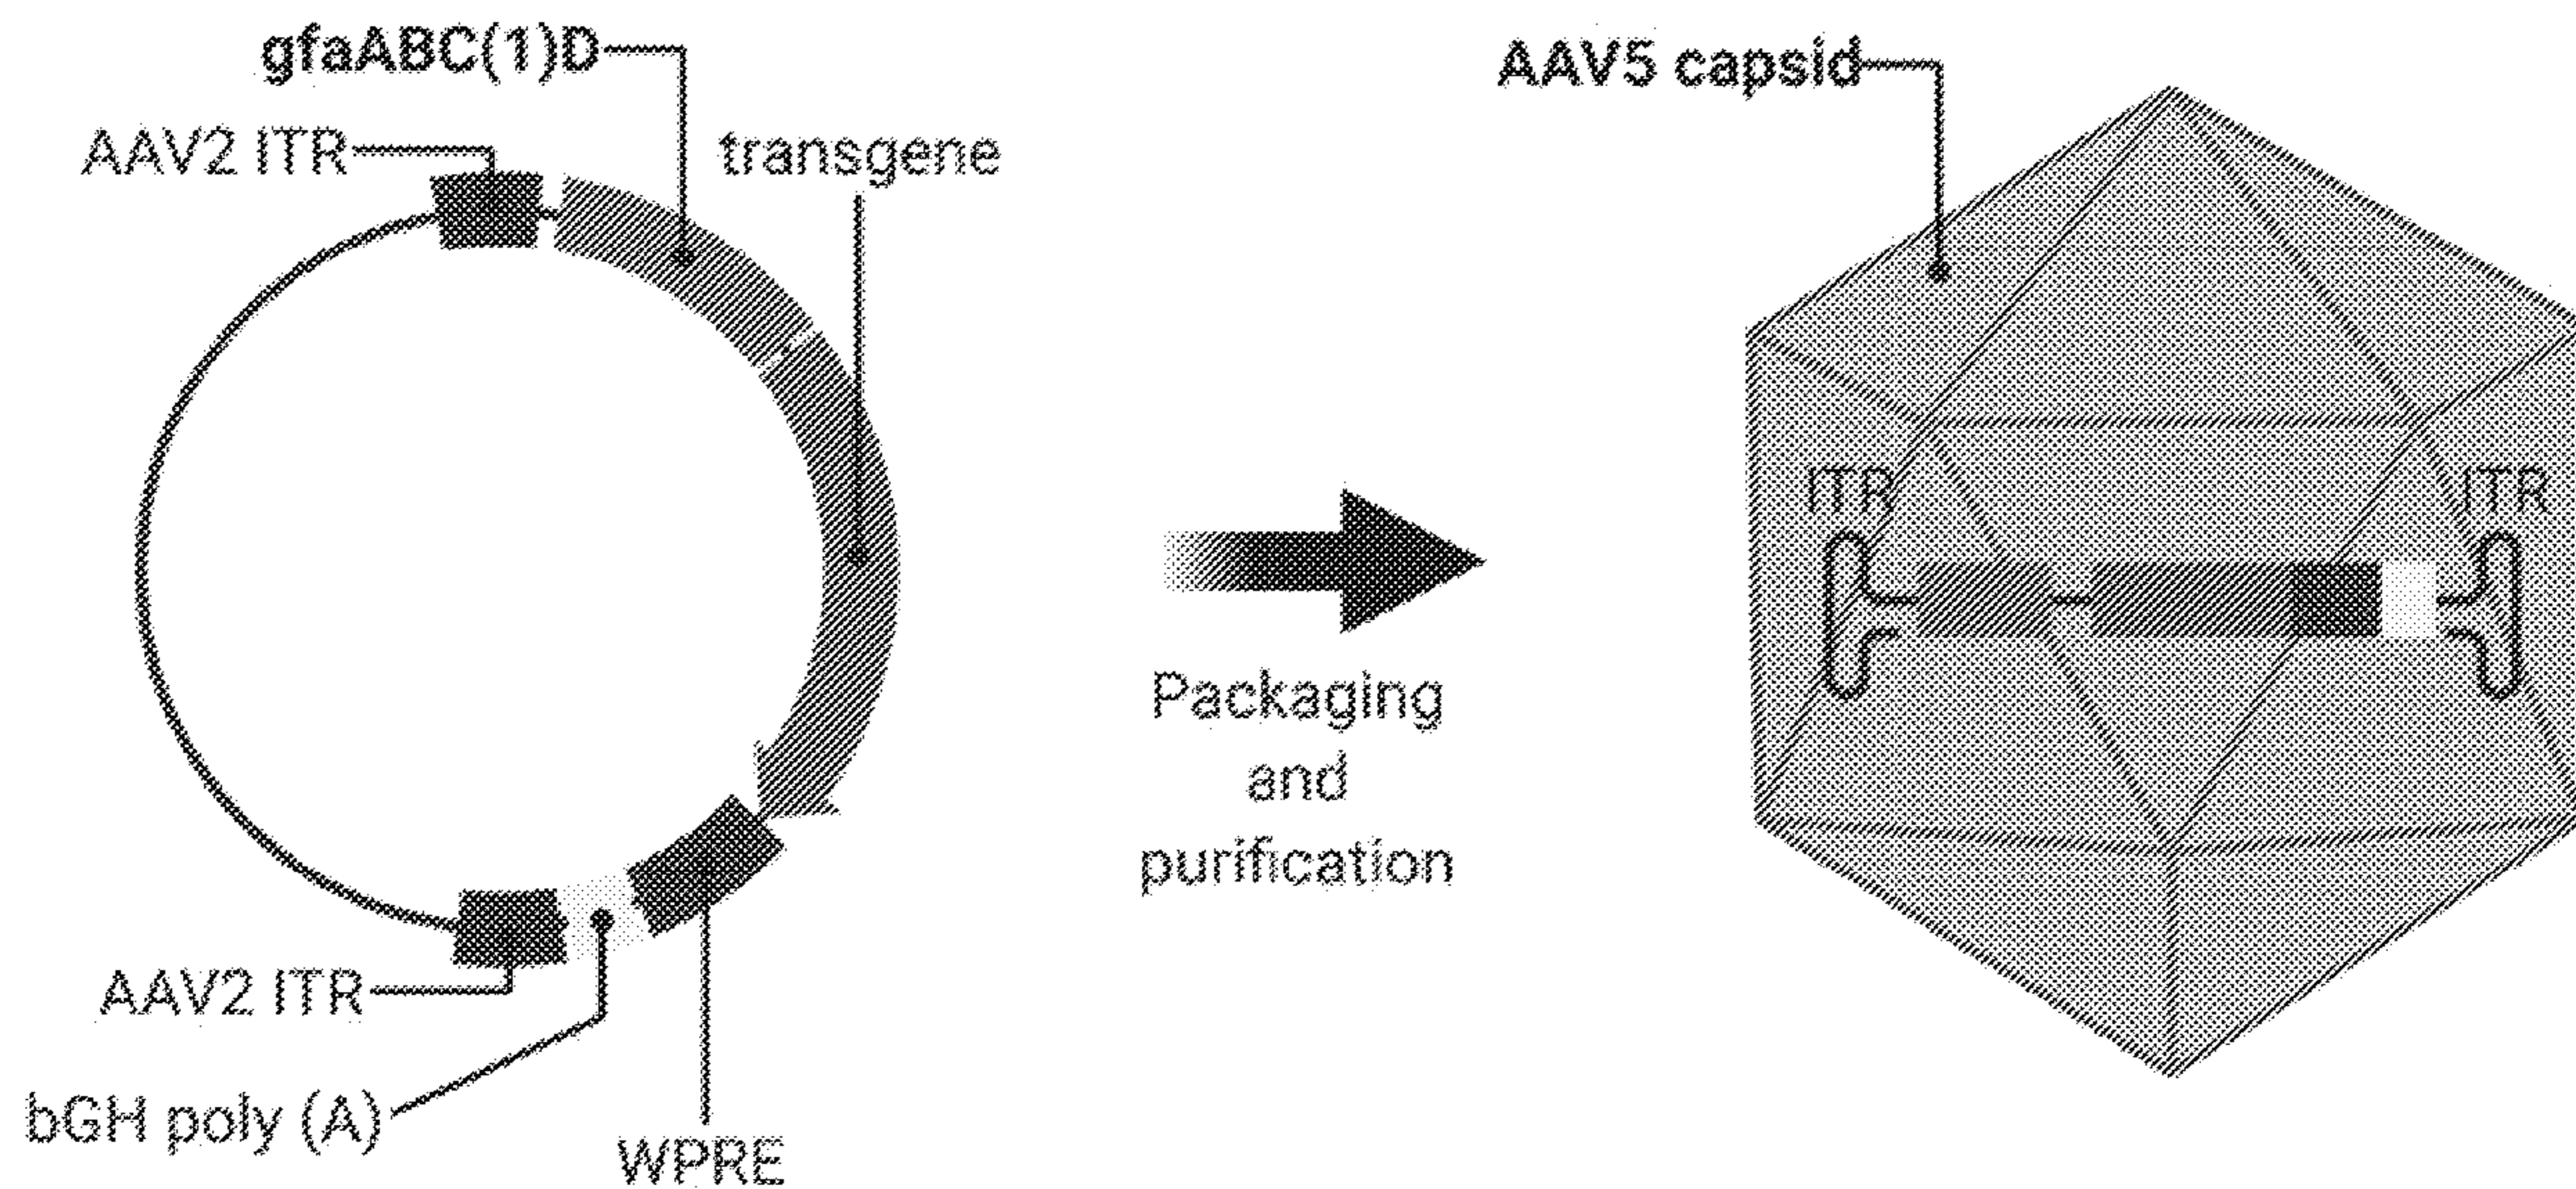 gfaABC(1)D
AAV2 ITR
transgene
AAV2 ITR
bGH poly (A)
WPRE
Packaging
and
purification
AAV5 capsid
ITR
ITR